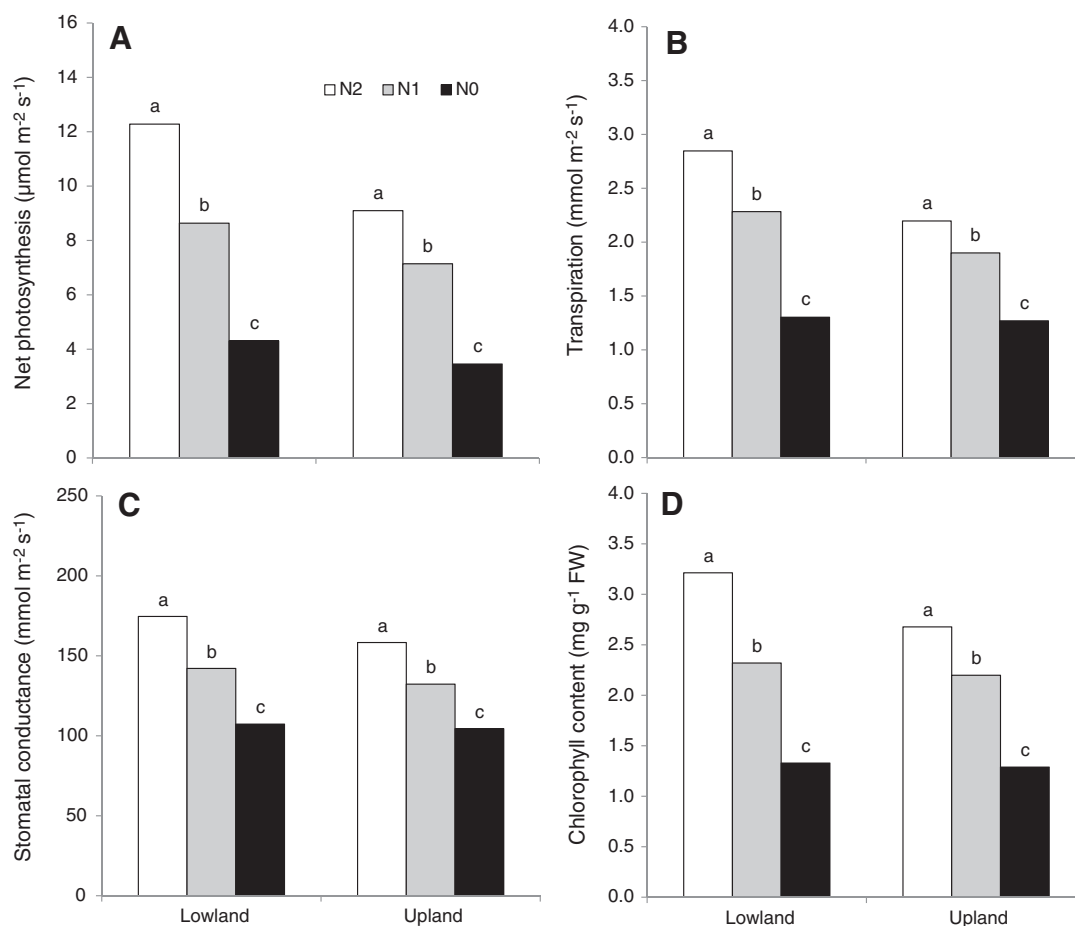 A
Net photosynthesis (µmol m-2 s-1)
16
14
12
10
8
6
4
2
0
N2 N1 N0
a
b
c
a
b
c
B
Transpiration (mmol m-2 s-1)
4.0
3.5
3.0
2.5
2.0
1.5
1.0
0.5
0.0
a
b
c
a
b
c
C
Stomatal conductance (mmol m-2 s-1)
250
200
150
100
50
0
a
b
c
a
b
c
Lowland Upland
D
Chlorophyll content (mg g-1 FW)
4.0
3.5
3.0
2.5
2.0
1.5
1.0
0.5
0.0
a
b
c
a
b
c
Lowland Upland